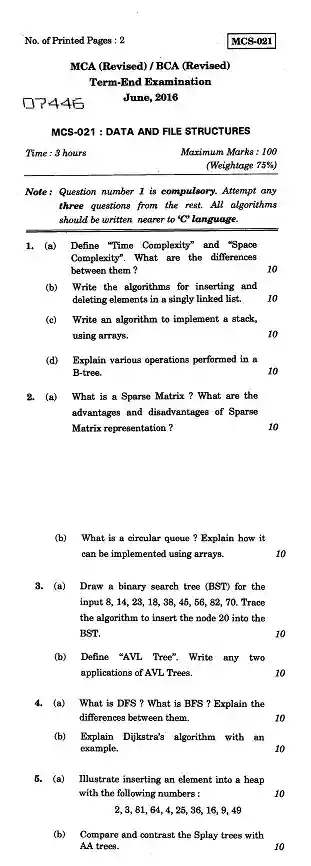 No. of Printed Pages : 2 MCS-021
MCA (Revised) / BCA (Revised)
Term-End Examination
07446 June, 2016
MCS-021 : DATA AND FILE STRUCTURES
Time : 3 hours Maximum Marks : 100
(Weightage 75%)
Note : Question number 1 is compulsory. Attempt any
three questions from the rest. All algorithms
should be written nearer to ‘C’ language.
1. (a) Define “Time Complexity” and “Space
Complexity”. What are the differences
between them ? 10
(b) Write the algorithms for inserting and
deleting elements in a singly linked list. 10
(c) Write an algorithm to implement a stack,
using arrays. 10
(d) Explain various operations performed in a
B-tree. 10
2. (a) What is a Sparse Matrix ? What are the
advantages and disadvantages of Sparse
Matrix representation ? 10
(b) What is a circular queue ? Explain how it
can be implemented using arrays. 10
3. (a) Draw a binary search tree (BST) for the
input 8, 14, 23, 18, 38, 45, 56, 82, 70. Trace
the algorithm to insert the node 20 into the
BST. 10
(b) Define “AVL Tree”. Write any two
applications of AVL Trees. 10
4. (a) What is DFS ? What is BFS ? Explain the
differences between them. 10
(b) Explain Dijkstra’s algorithm with an
example. 10
5. (a) Illustrate inserting an element into a heap
with the following numbers : 10
2, 3, 81, 64, 4, 25, 36, 16, 9, 49
(b) Compare and contrast the Splay trees with
AA trees. 10